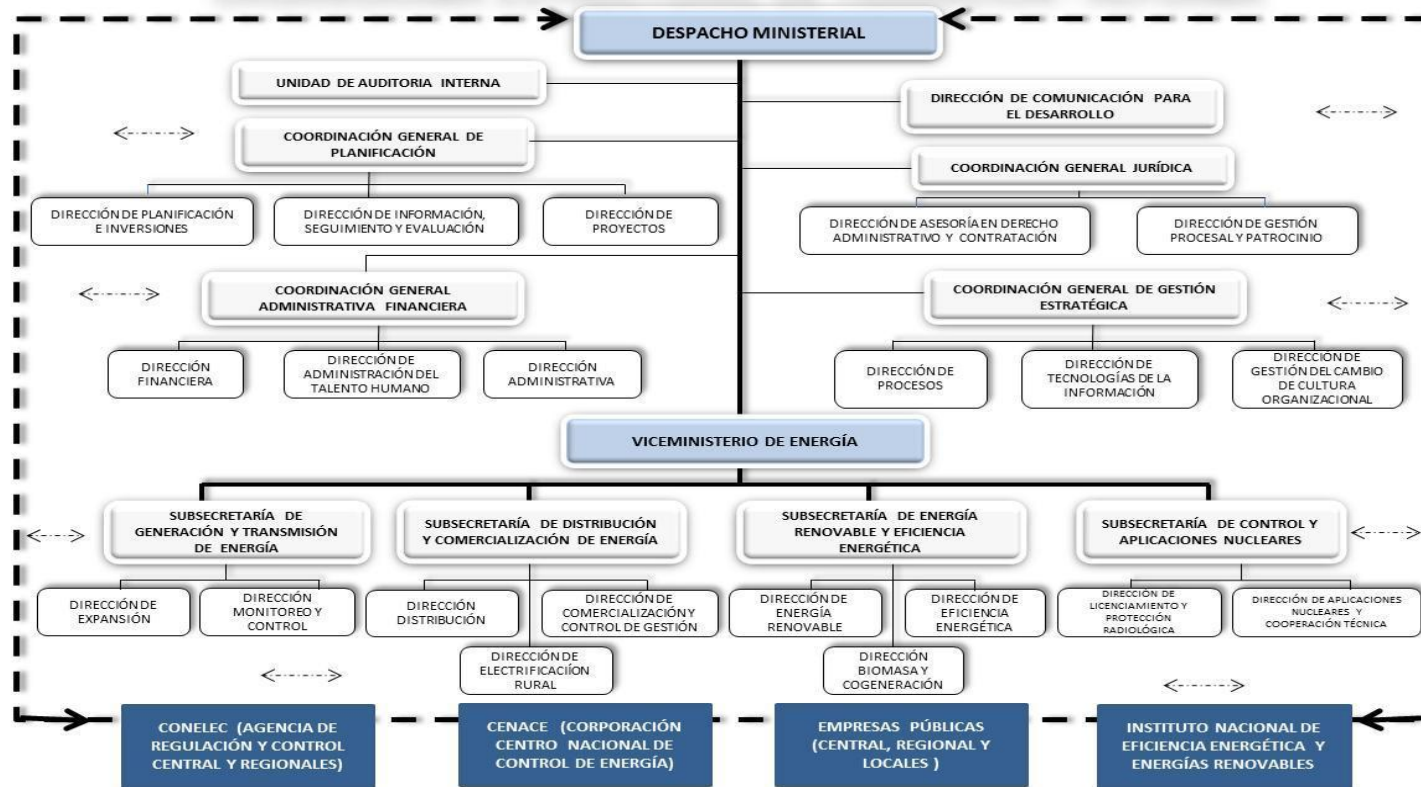 DESPACHO MINISTERIAL
UNIDAD DE AUDITORIA INTERNA
DIRECCIÓN DE COMUNICACIÓN PARA
EL DESARROLLO
COORDINACIÓN GENERAL DE
PLANIFICACIÓN
COORDINACIÓN GENERAL JURÍDICA
DIRECCIÓN DE PLANIFICACIÓN
E INVERSIONES
DIRECCIÓN DE INFORMACIÓN,
SEGUIMIENTO Y EVALUACIÓN
DIRECCIÓN DE
PROYECTOS
DIRECCIÓN DE ASESORÍA EN DERECHO
ADMINISTRATIVO Y CONTRATACIÓN
DIRECCIÓN DE GESTIÓN
PROCESAL Y PATROCINIO
COORDINACIÓN GENERAL
ADMINISTRATIVA FINANCIERA
COORDINACIÓN GENERAL DE GESTIÓN
ESTRATÉGICA
DIRECCIÓN
FINANCIERA
DIRECCIÓN DE
ADMINISTRACIÓN DEL
TALENTO HUMANO
DIRECCIÓN
ADMINISTRATIVA
DIRECCIÓN DE
PROCESOS
DIRECCIÓN DE
TECNOLOGÍAS DE LA
INFORMACIÓN
DIRECCIÓN DE
GESTIÓN DEL CAMBIO
DE CULTURA
ORGANIZACIONAL
VICEMINISTERIO DE ENERGÍA
SUBSECRETARÍA DE
GENERACIÓN Y TRANSMISIÓN
DE ENERGÍA
SUBSECRETARÍA DE DISTRIBUCIÓN
Y COMERCIALIZACIÓN DE ENERGÍA
SUBSECRETARÍA DE ENERGÍA
RENOVABLE Y EFICIENCIA
ENERGÉTICA
SUBSECRETARÍA DE CONTROL Y
APLICACIONES NUCLEARES
DIRECCIÓN DE
EXPANSIÓN
DIRECCIÓN
MONITOREO Y
CONTROL
DIRECCIÓN
DISTRIBUCIÓN
DIRECCIÓN DE
COMERCIALIZACIÓN Y
CONTROL DE GESTIÓN
DIRECCIÓN DE
ENERGÍA
RENOVABLE
DIRECCIÓN DE
EFICIENCIA
ENERGÉTICA
DIRECCIÓN DE
LICENCIAMIENTO Y
PROTECCIÓN
RADIOLÓGICA
DIRECCIÓN DE APLICACIONES
NUCLEARES Y
COOPERACIÓN TÉCNICA
DIRECCIÓN DE
ELECTRIFICACIÍON
RURAL
DIRECCIÓN
BIOMASA Y
COGENERACIÓN
CONELEC (AGENCIA DE
REGULACIÓN Y CONTROL
CENTRAL Y REGIONALES)
CENACE (CORPORACIÓN
CENTRO NACIONAL DE
CONTROL DE ENERGÍA)
EMPRESAS PÚBLICAS
(CENTRAL, REGIONAL Y
LOCALES )
INSTITUTO NACIONAL DE
EFICIENCIA ENERGÉTICA Y
ENERGÍAS RENOVABLES